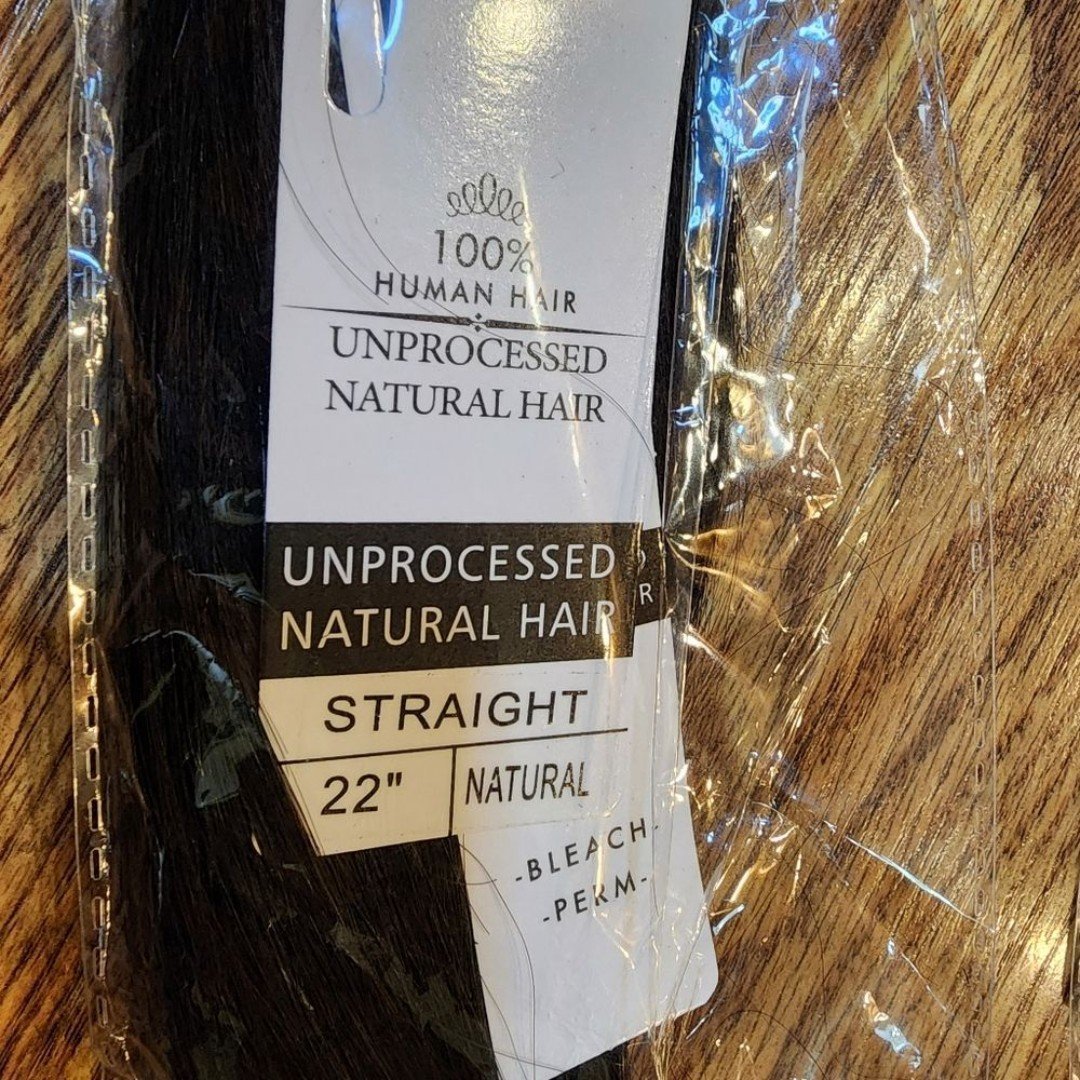 100%
HUMAN HAIR
UNPROCESSED
NATURAL HAIR
UNPROCESSED
NATURAL HAIR
R
STRAIGHT
22" NATURAL
-BLEACH-
-PERM-